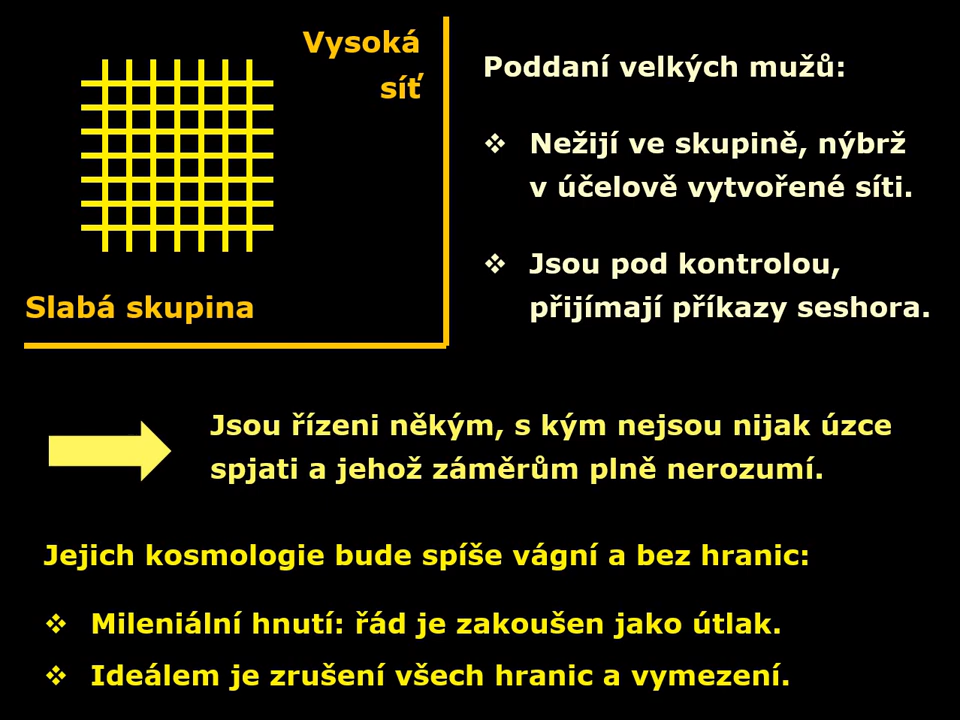 Vysoká
síť
Slabá skupina
Poddaní velkých mužů:
❖ Nežijí ve skupině, nýbrž
v účelově vytvořené síti.
❖ Jsou pod kontrolou,
přijímají příkazy seshora.
Jsou řízeni někým, s kým nejsou nijak úzce
spjati a jehož záměrům plně nerozumí.
Jejich kosmologie bude spíše vágní a bez hranic:
❖ Mileniální hnutí: řád je zakoušen jako útlak.
❖ Ideálem je zrušení všech hranic a vymezení.